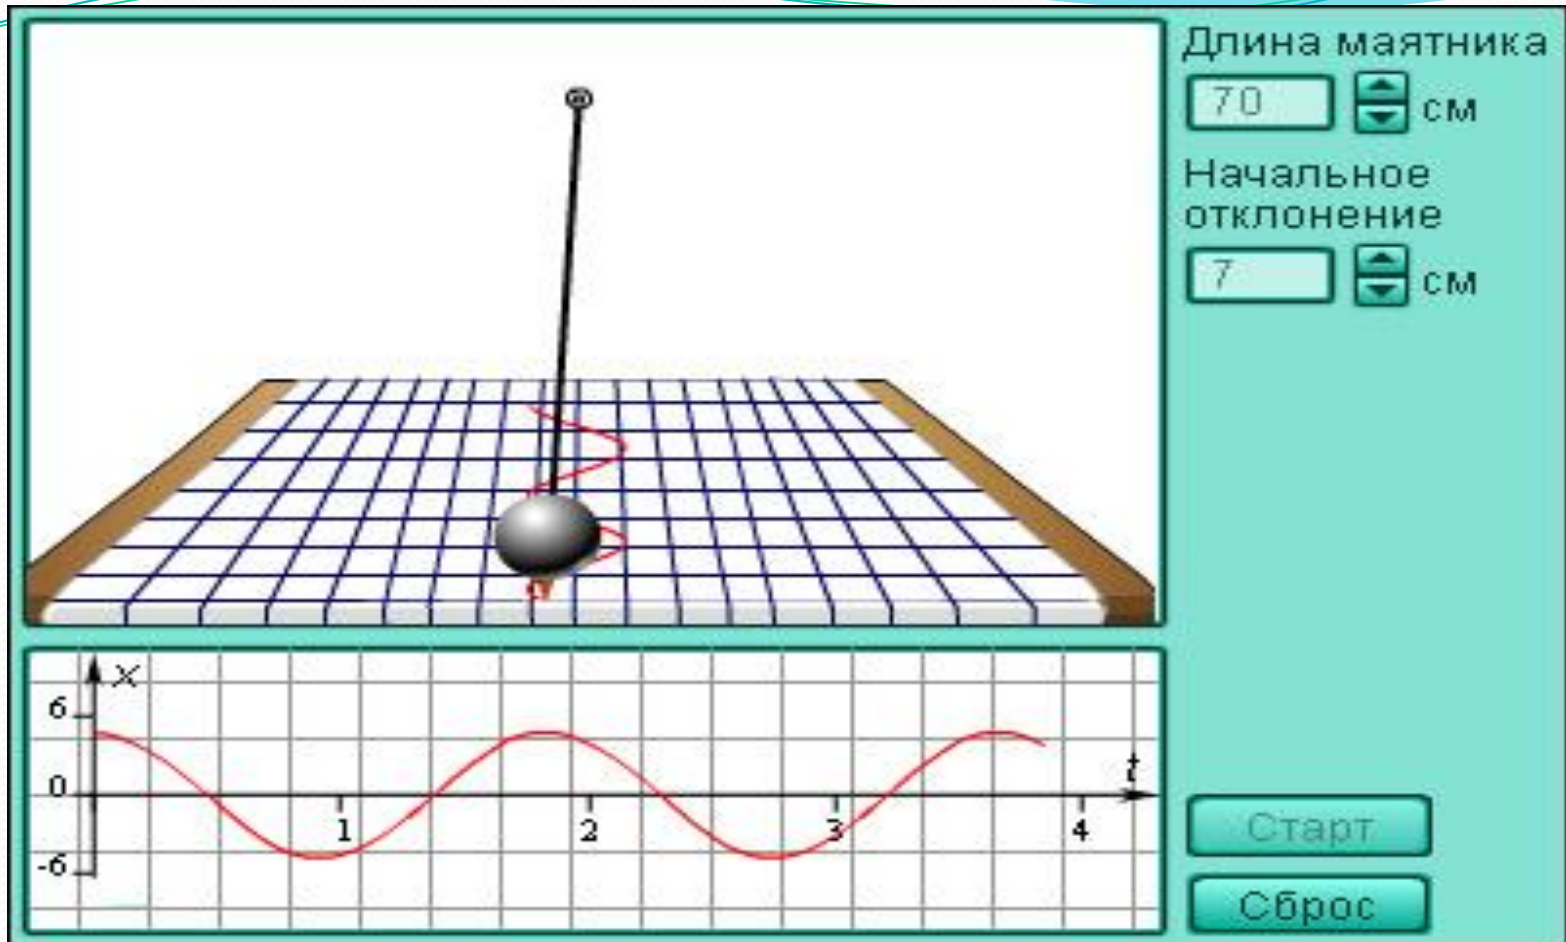 Длина маятника
70 см
Начальное
отклонение
7 см
x
6
0
-6
1 2 3 4
t
Старт
Сброс